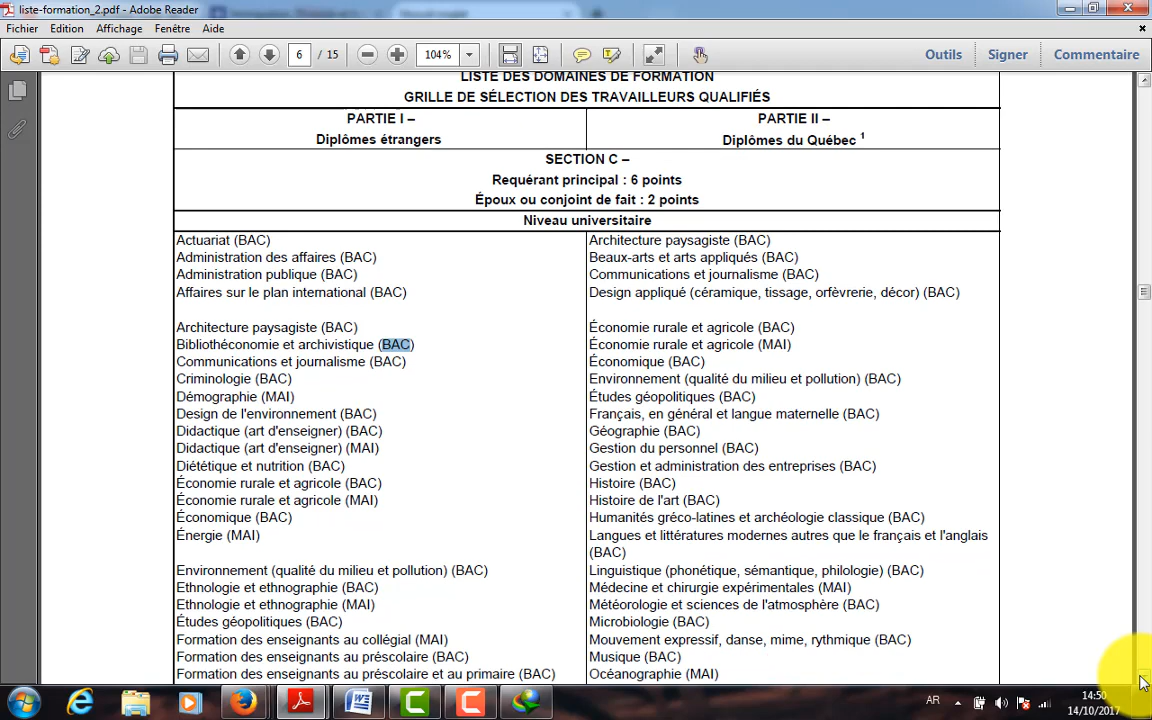 liste-formation_2.pdf - Adobe Reader
Fichier Edition Affichage Fenêtre Aide
6 / 15 104% Outils Signer Commentaire
LISTE DES DOMAINES DE FORMATION
GRILLE DE SÉLECTION DES TRAVAILLEURS QUALIFIÉS
PARTIE I –
Diplômes étrangers
PARTIE II –
Diplômes du Québec 1
SECTION C –
Requérant principal : 6 points
Époux ou conjoint de fait : 2 points
Niveau universitaire
Actuariat (BAC)
Administration des affaires (BAC)
Administration publique (BAC)
Affaires sur le plan international (BAC)
Architecture paysagiste (BAC)
Bibliothéconomie et archivistique (BAC)
Communications et journalisme (BAC)
Criminologie (BAC)
Démographie (MAI)
Design de l'environnement (BAC)
Didactique (art d'enseigner) (BAC)
Didactique (art d'enseigner) (MAI)
Diététique et nutrition (BAC)
Économie rurale et agricole (BAC)
Économie rurale et agricole (MAI)
Économique (BAC)
Énergie (MAI)
Environnement (qualité du milieu et pollution) (BAC)
Ethnologie et ethnographie (BAC)
Ethnologie et ethnographie (MAI)
Études géopolitiques (BAC)
Formation des enseignants au collégial (MAI)
Formation des enseignants au préscolaire (BAC)
Formation des enseignants au préscolaire et au primaire (BAC)
Architecture paysagiste (BAC)
Beaux-arts et arts appliqués (BAC)
Communications et journalisme (BAC)
Design appliqué (céramique, tissage, orfèvrerie, décor) (BAC)
Économie rurale et agricole (BAC)
Économie rurale et agricole (MAI)
Économique (BAC)
Environnement (qualité du milieu et pollution) (BAC)
Études géopolitiques (BAC)
Français, en général et langue maternelle (BAC)
Géographie (BAC)
Gestion du personnel (BAC)
Gestion et administration des entreprises (BAC)
Histoire (BAC)
Histoire de l'art (BAC)
Humanités gréco-latines et archéologie classique (BAC)
Langues et littératures modernes autres que le français et l'anglais
(BAC)
Linguistique (phonétique, sémantique, philologie) (BAC)
Médecine et chirurgie expérimentales (MAI)
Météorologie et sciences de l'atmosphère (BAC)
Microbiologie (BAC)
Mouvement expressif, danse, mime, rythmique (BAC)
Musique (BAC)
Océanographie (MAI)
AR
14:50
14/10/2017